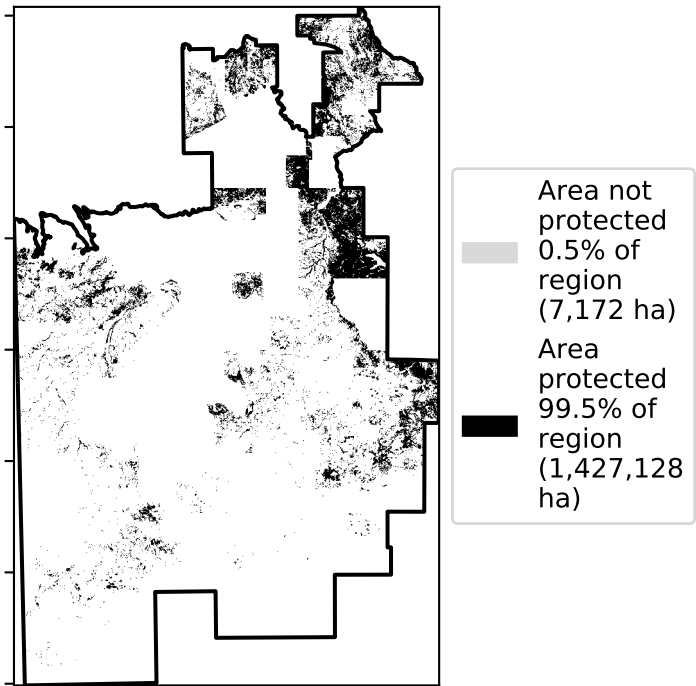 Area not
protected
0.5% of
region
(7,172 ha)
Area
protected
99.5% of
region
(1,427,128
ha)